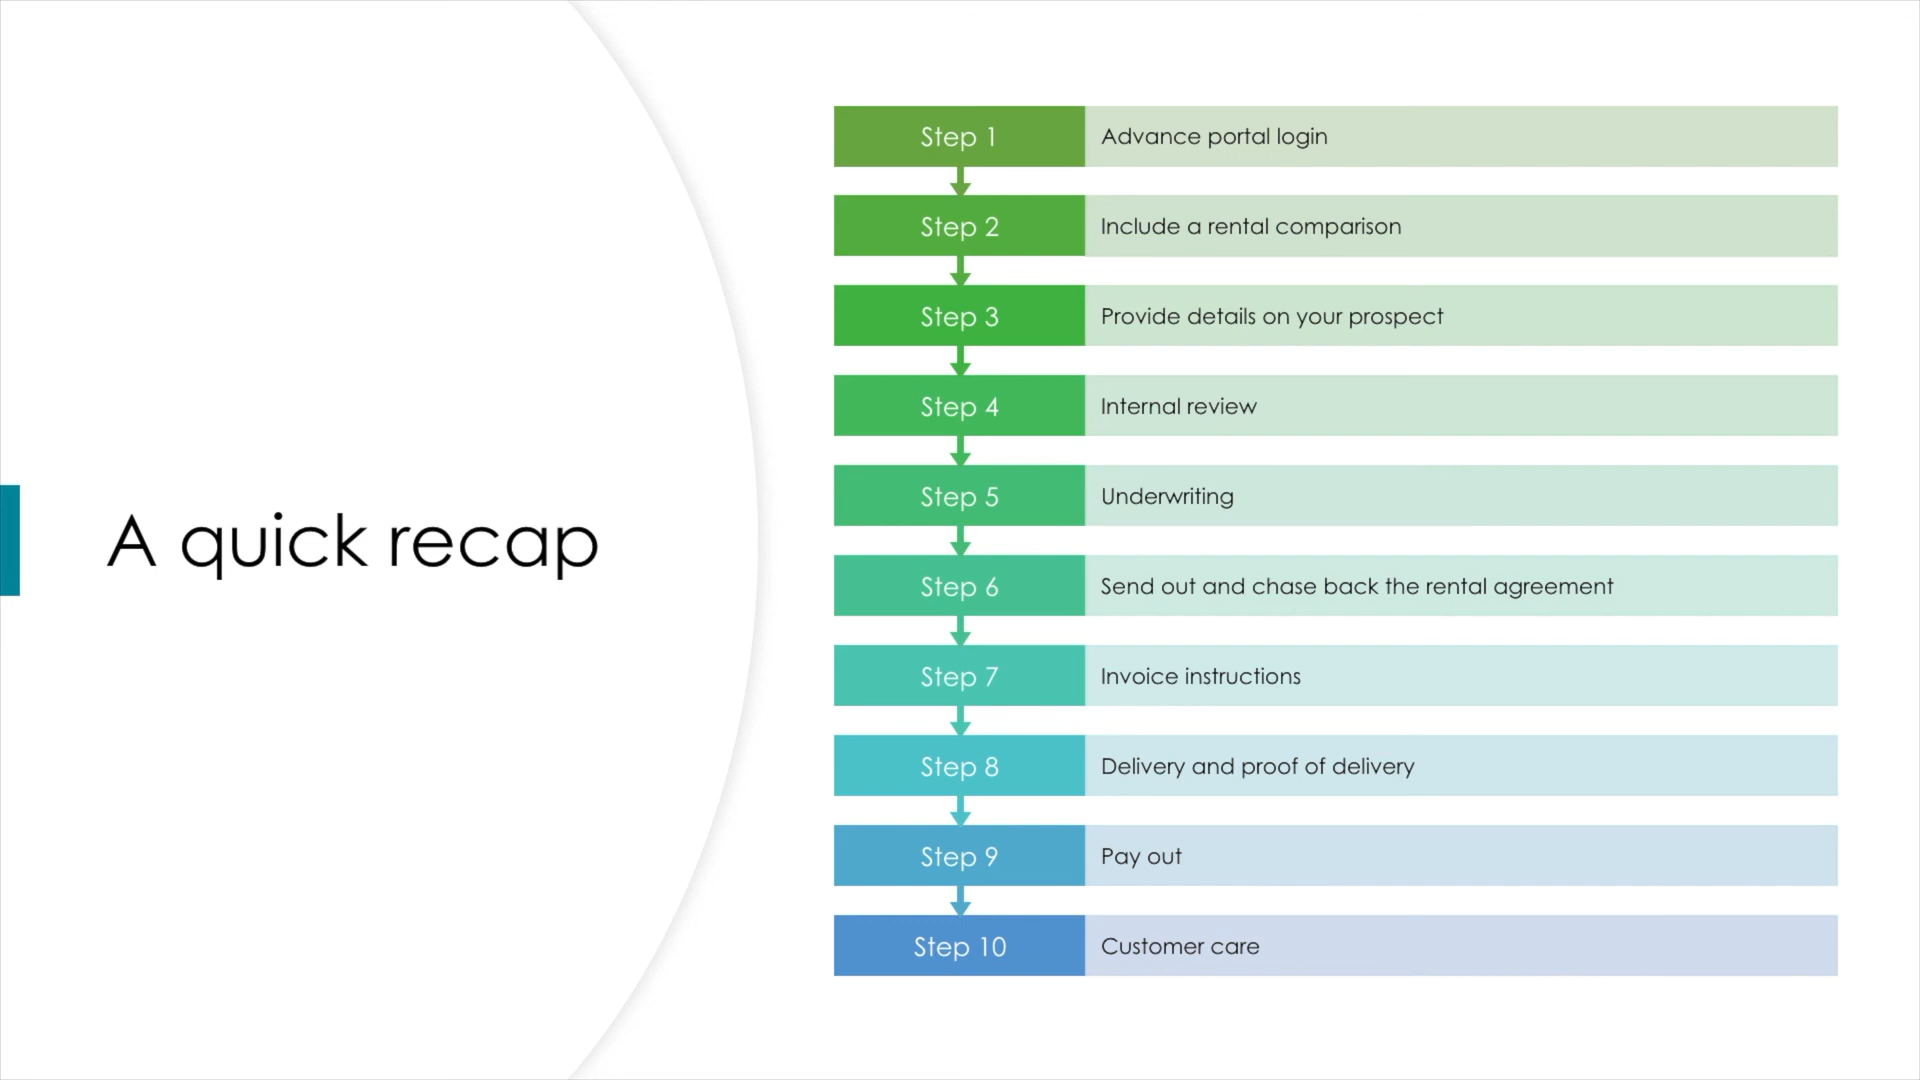 A quick recap
Step 1
Advance portal login
Step 2
Include a rental comparison
Step 3
Provide details on your prospect
Step 4
Internal review
Step 5
Underwriting
Step 6
Send out and chase back the rental agreement
Step 7
Invoice instructions
Step 8
Delivery and proof of delivery
Step 9
Pay out
Step 10
Customer care